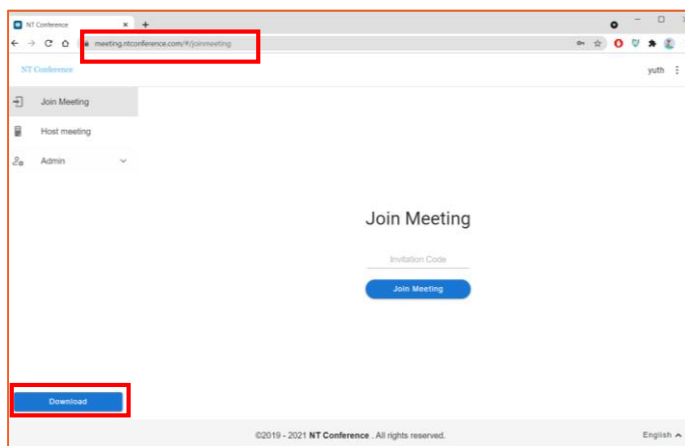 NT Conference
meeting.ntconference.com/#/joinmeeting
NT Conference
yuth
Join Meeting
Host meeting
Admin
Join Meeting
Invitation Code
Join Meeting
Download
©2019 - 2021 NT Conference . All rights reserved.
English